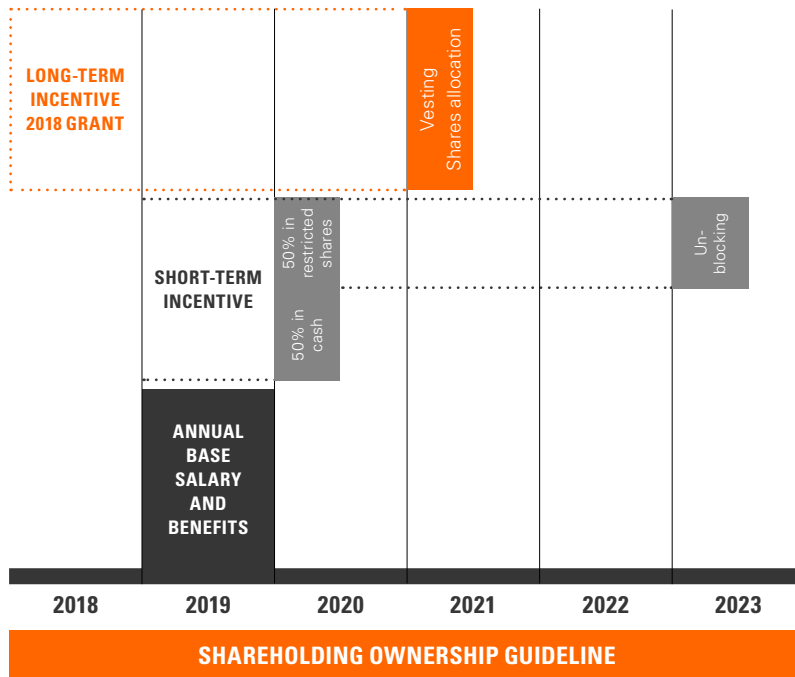 LONG-TERM
INCENTIVE
2018 GRANT
Vesting
Shares allocation
SHORT-TERM
INCENTIVE
50% in
restricted
shares
50% in
cash
Un-
blocking
ANNUAL
BASE
SALARY
AND
BENEFITS
2018 2019 2020 2021 2022 2023
SHAREHOLDING OWNERSHIP GUIDELINE